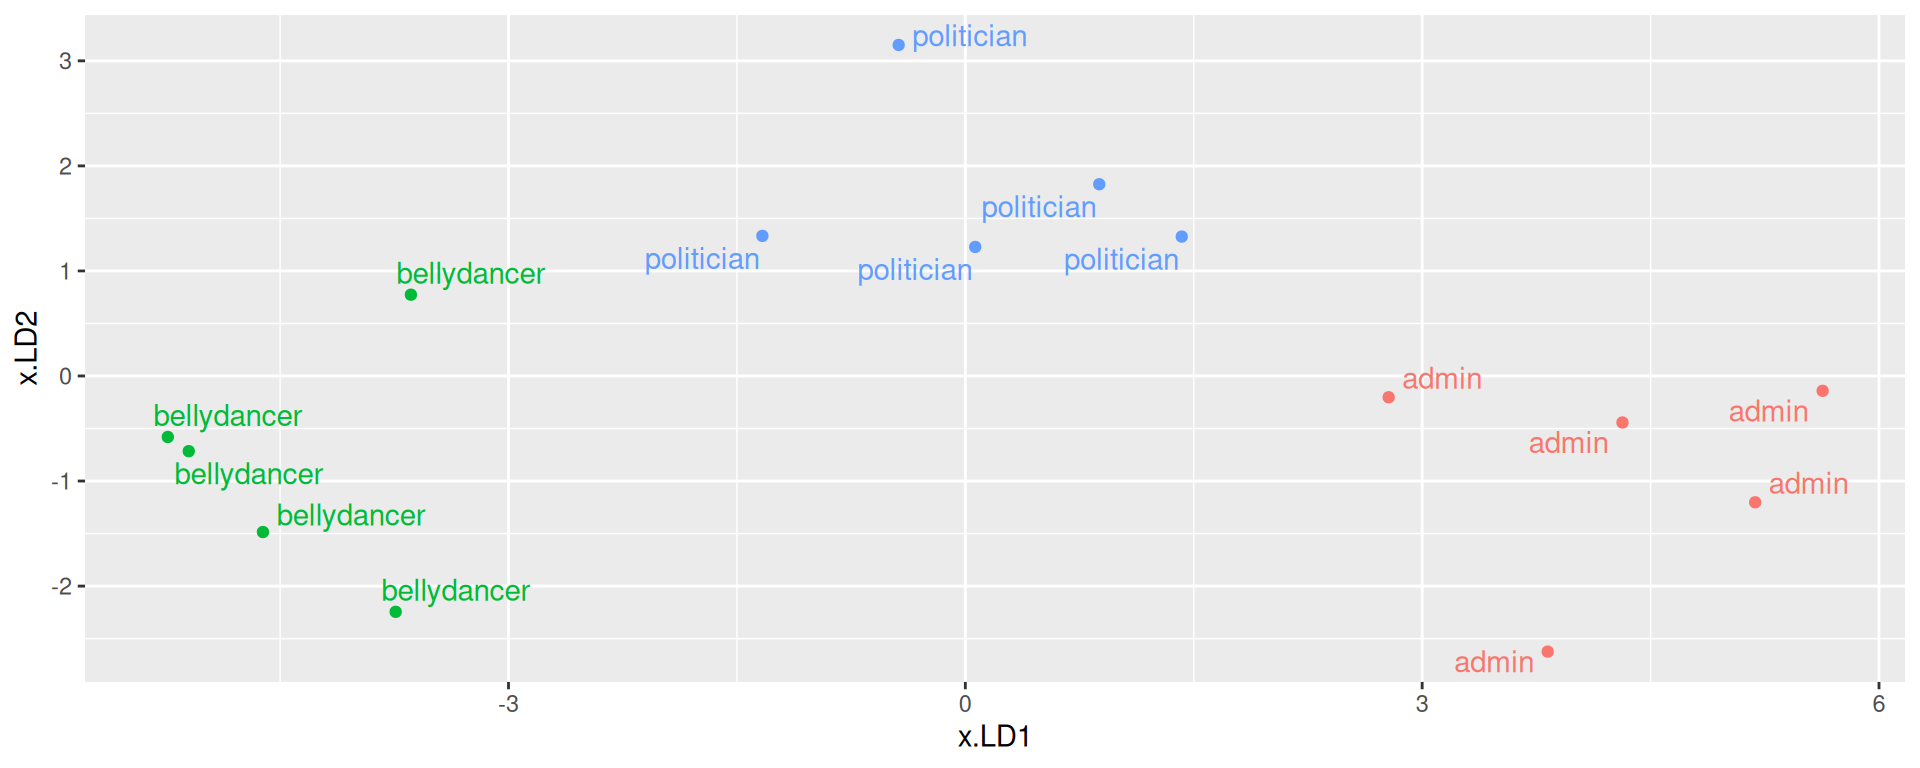 politician
3
2
politician
politician
politician
politician
politician
bellydancer
1
x.LD2
0
admin
admin
admin
bellydancer
bellydancer
-1
admin
bellydancer
-2
bellydancer
admin
-3
0
3
6
x.LD1